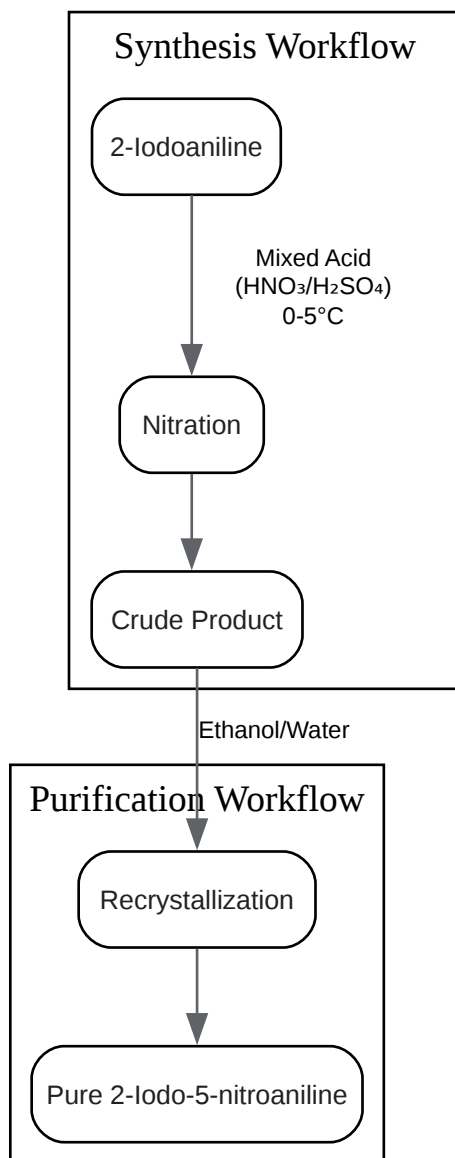 Synthesis Workflow
2-Iodoaniline
Mixed Acid
(HNO₃/H₂SO₄)
0-5°C
Nitration
Crude Product
Ethanol/Water
Purification Workflow
Recrystallization
Pure 2-Iodo-5-nitroaniline